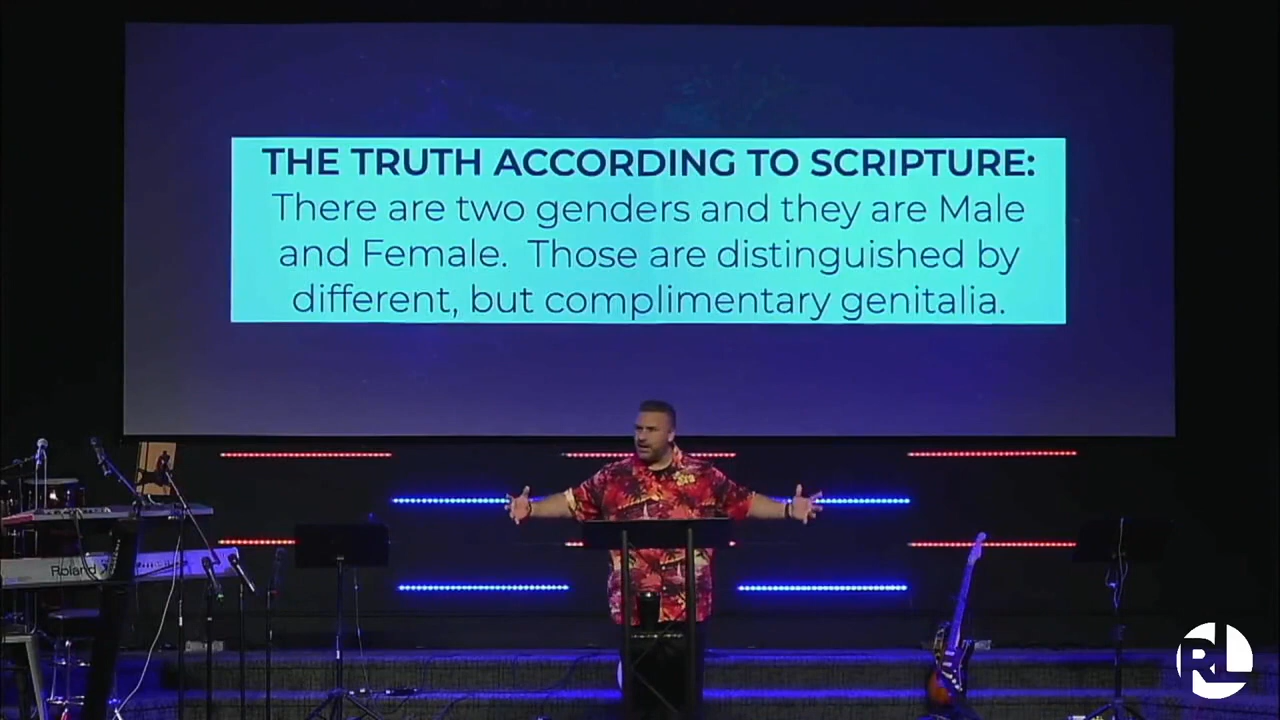 THE TRUTH ACCORDING TO SCRIPTURE:
There are two genders and they are Male
and Female. Those are distinguished by
different, but complimentary genitalia.
Roland
RL